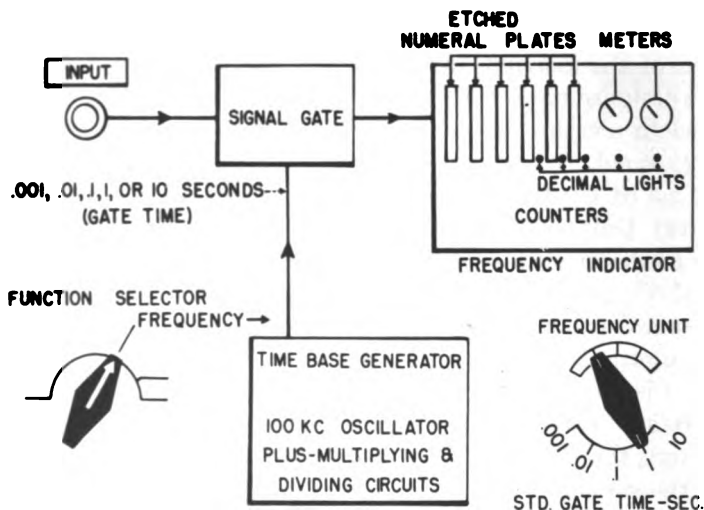 ETCHED
NUMERAL PLATES METERS
INPUT
SIGNAL GATE
.001, .01, .1, 1, OR 10 SECONDS
(GATE TIME)
DECIMAL LIGHTS
COUNTERS
FREQUENCY INDICATOR
FUNCTION SELECTOR
FREQUENCY
TIME BASE GENERATOR
100 KC OSCILLATOR
PLUS-MULTIPLYING &
DIVIDING CIRCUITS
FREQUENCY UNIT
.001 .01 .1 1 10
STD. GATE TIME-SEC.